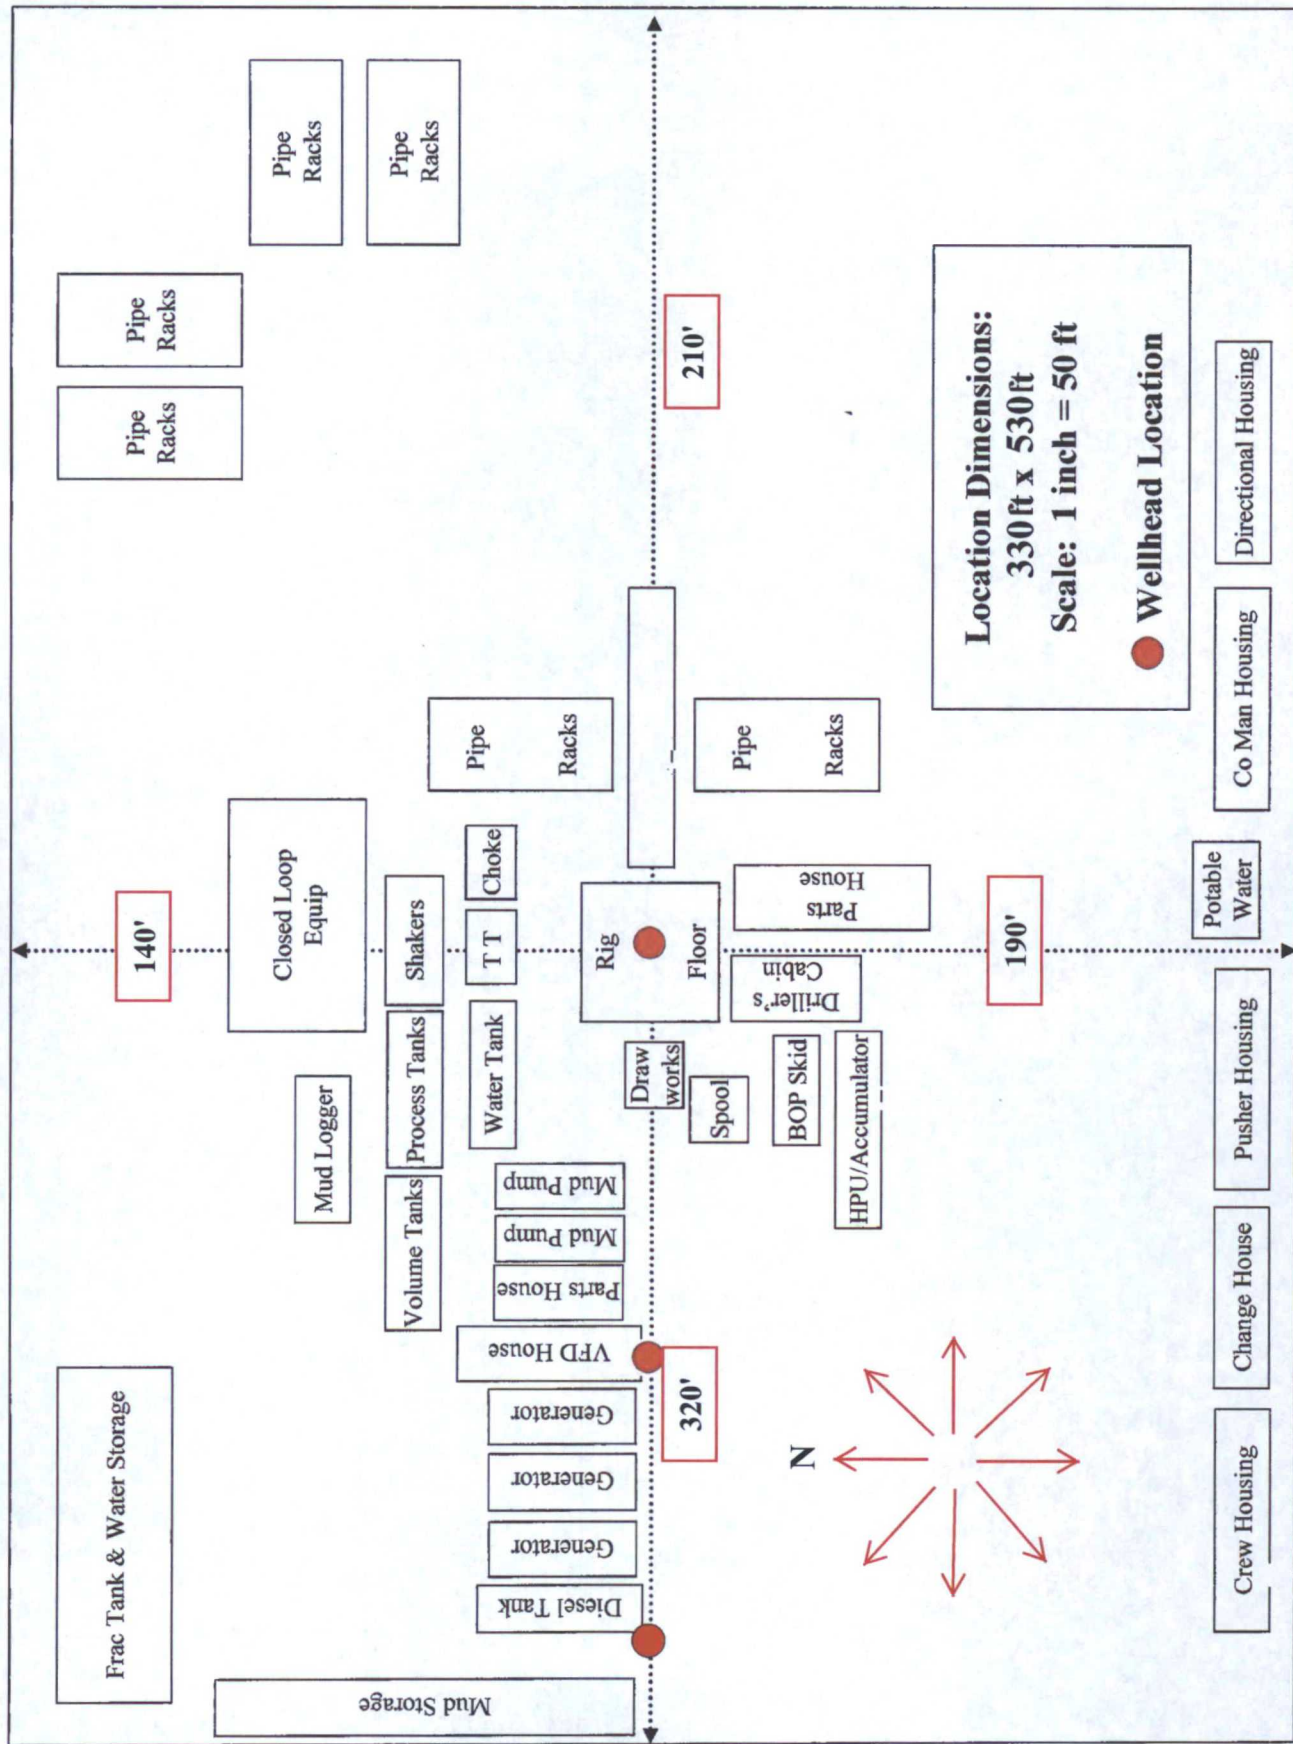 Frac Tank & Water Storage
Pipe
Racks
Pipe
Racks
Pipe
Racks
Pipe
Racks
140'
Closed Loop
Equip
Mud Logger
Volume Tanks
Process Tanks
Shakers
Water Tank
T T
Choke
Pipe
Racks
Mud Storage
Diesel Tank
Generator
Generator
Generator
VFD House
Parts House
Mud Pump
Mud Pump
Draw
works
Rig
Floor
320'
210'
Spool
BOP Skid
HPU/Accumulator
Driller's
Cabin
Parts
House
Pipe
Racks
N
190'
Location Dimensions:
330ft x 530ft
Scale: 1 inch = 50 ft
Wellhead Location
Crew Housing
Change House
Pusher Housing
Potable
Water
Co Man Housing
Directional Housing